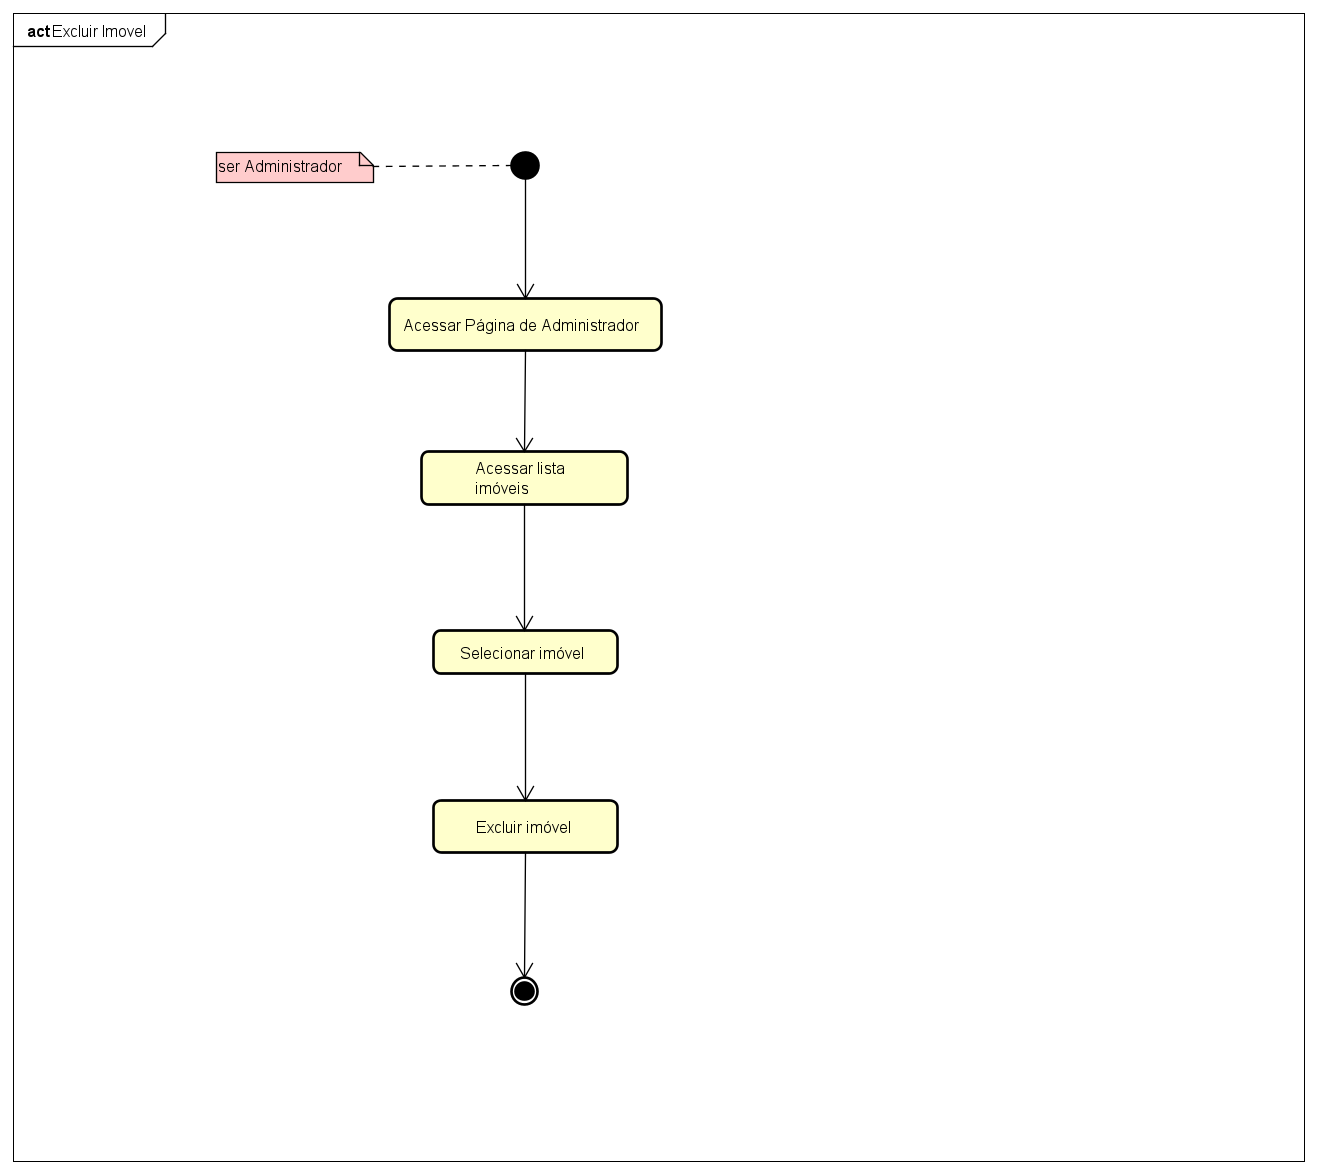 act Excluir Imovel
ser Administrador
Acessar Página de Administrador
Acessar lista
imóveis
Selecionar imóvel
Excluir imóvel